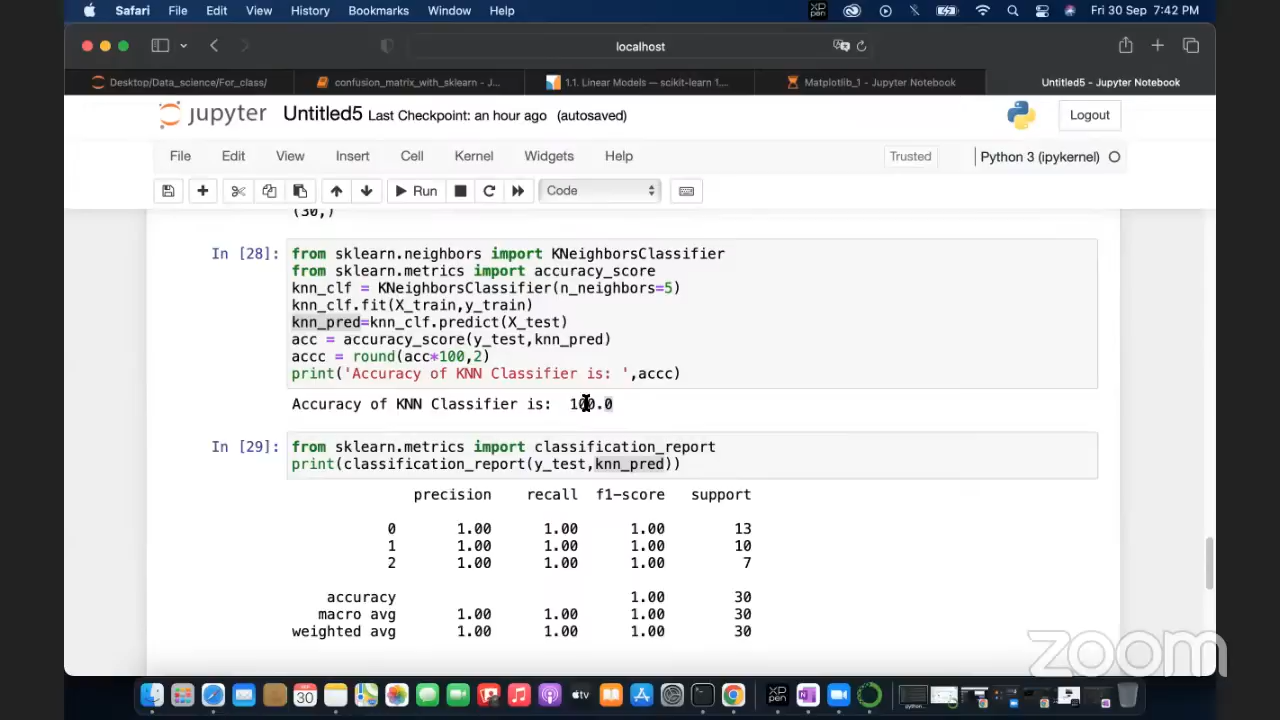 Safari File Edit View History Bookmarks Window Help Fri 30 Sep 7:42 PM
localhost
Desktop/Data_science/For_class/ confusion_matrix_with_sklearn - J... 1.1. Linear Models — scikit-learn 1.... Matplotlib_1 - Jupyter Notebook Untitled5 - Jupyter Notebook
jupyter Untitled5 Last Checkpoint: an hour ago (autosaved) Logout
File Edit View Insert Cell Kernel Widgets Help Trusted Python 3 (ipykernel)
Run Code
(30,)
In [28]: from sklearn.neighbors import KNeighborsClassifier
from sklearn.metrics import accuracy_score
knn_clf = KNeighborsClassifier(n_neighbors=5)
knn_clf.fit(X_train,y_train)
knn_pred=knn_clf.predict(X_test)
acc = accuracy_score(y_test,knn_pred)
accc = round(acc*100,2)
print('Accuracy of KNN Classifier is: ',accc)
Accuracy of KNN Classifier is: 100.0
In [29]: from sklearn.metrics import classification_report
print(classification_report(y_test,knn_pred))
precision recall f1-score support
0 1.00 1.00 1.00 13
1 1.00 1.00 1.00 10
2 1.00 1.00 1.00 7
accuracy 1.00 30
macro avg 1.00 1.00 1.00 30
weighted avg 1.00 1.00 1.00 30
zoom